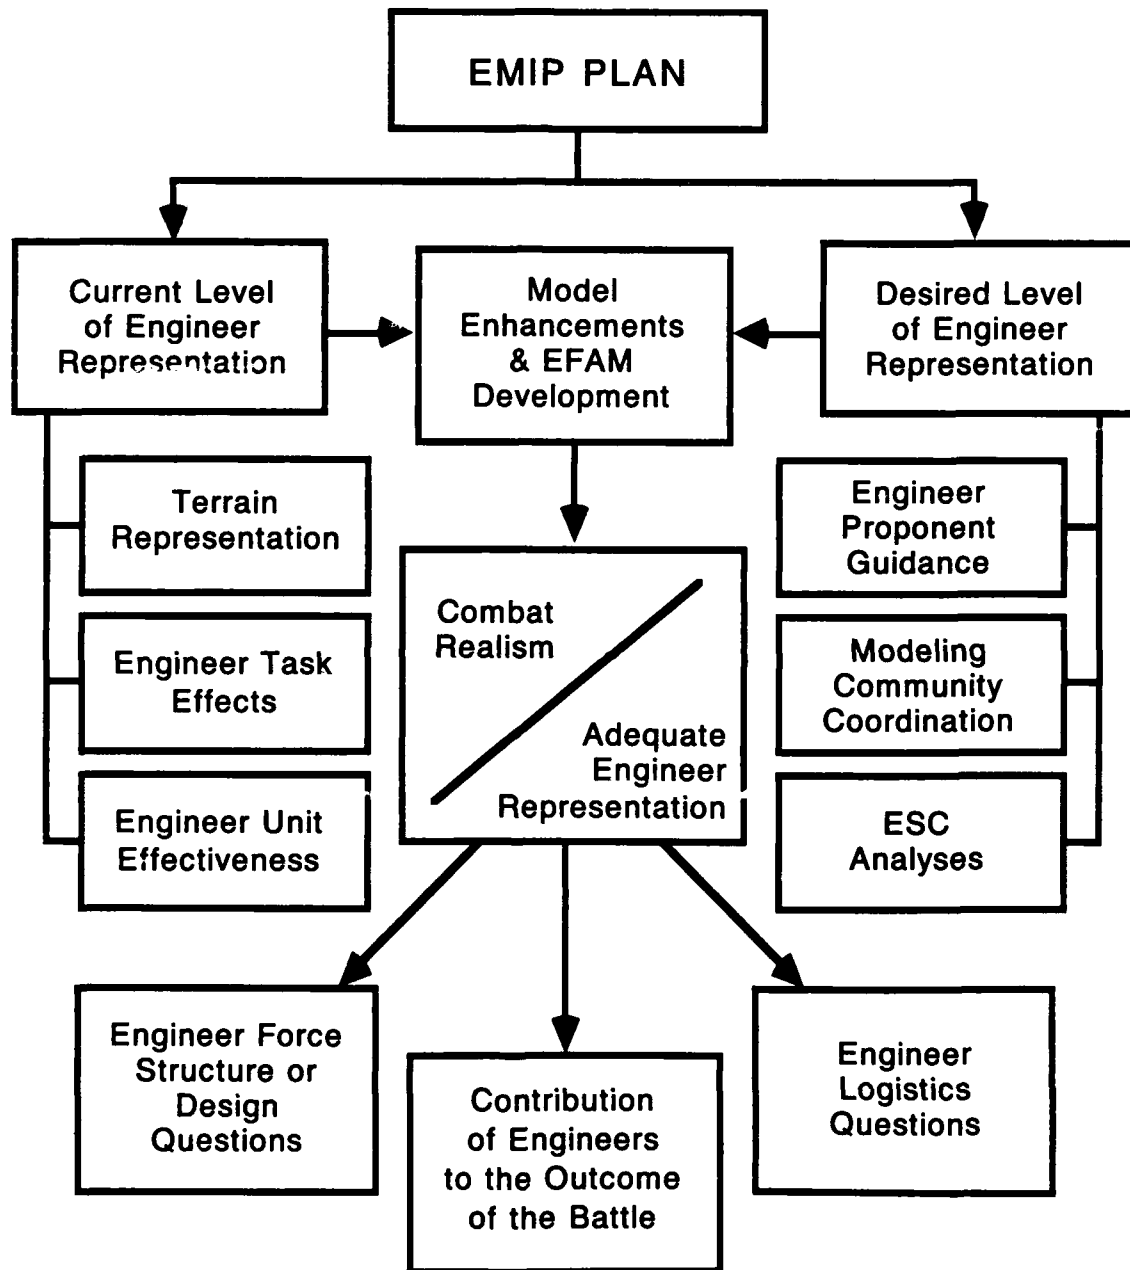 EMIP PLAN
Current Level
of Engineer
Representation
Model
Enhancements
& EFAM
Development
Desired Level
of Engineer
Representation
Terrain
Representation
Engineer Task
Effects
Engineer Unit
Effectiveness
Combat
Realism
Adequate
Engineer
Representation
Engineer
Proponent
Guidance
Modeling
Community
Coordination
ESC
Analyses
Engineer Force
Structure or
Design
Questions
Contribution
of Engineers
to the Outcome
of the Battle
Engineer
Logistics
Questions